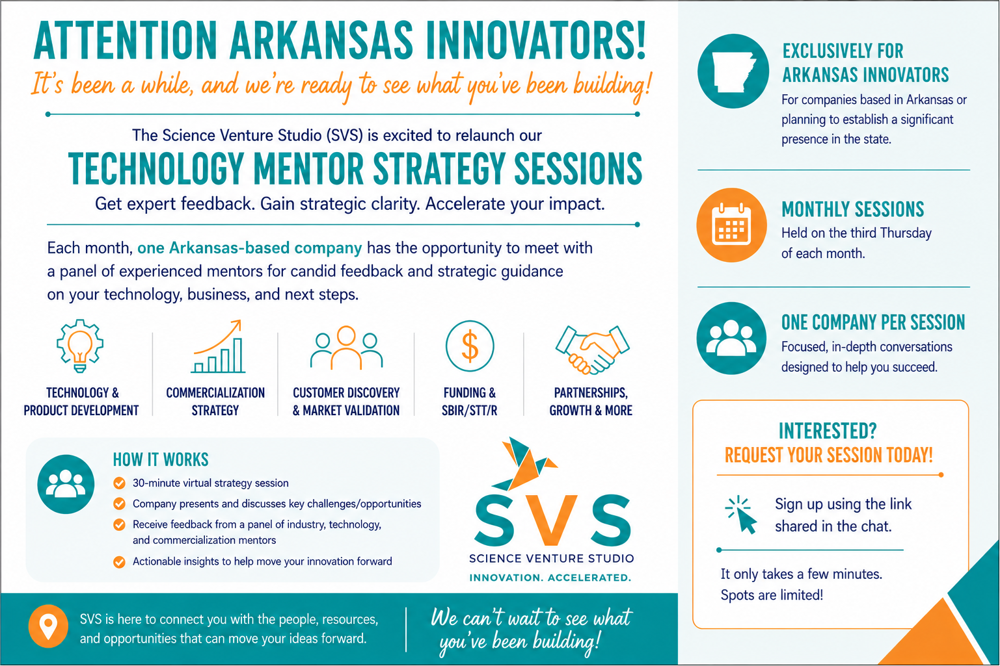 ATTENTION ARKANSAS INNOVATORS!
It's been a while, and we're ready to see what you've been building!
The Science Venture Studio (SVS) is excited to relaunch our
TECHNOLOGY MENTOR STRATEGY SESSIONS
Get expert feedback. Gain strategic clarity. Accelerate your impact.
Each month, one Arkansas-based company has the opportunity to meet with
a panel of experienced mentors for candid feedback and strategic guidance
on your technology, business, and next steps.
TECHNOLOGY &
PRODUCT DEVELOPMENT
COMMERCIALIZATION
STRATEGY
CUSTOMER DISCOVERY
& MARKET VALIDATION
FUNDING &
SBIR/STT/R
PARTNERSHIPS,
GROWTH & MORE
HOW IT WORKS
30-minute virtual strategy session
Company presents and discusses key challenges/opportunities
Receive feedback from a panel of industry, technology,
and commercialization mentors
Actionable insights to help move your innovation forward
SVS
SCIENCE VENTURE STUDIO
INNOVATION. ACCELERATED.
SVS is here to connect you with the people, resources,
and opportunities that can move your ideas forward.
We can't wait to see what
you've been building!
EXCLUSIVELY FOR
ARKANSAS INNOVATORS
For companies based in Arkansas or
planning to establish a significant
presence in the state.
MONTHLY SESSIONS
Held on the third Thursday
of each month.
ONE COMPANY PER SESSION
Focused, in-depth conversations
designed to help you succeed.
INTERESTED?
REQUEST YOUR SESSION TODAY!
Sign up using the link
shared in the chat.
It only takes a few minutes.
Spots are limited!